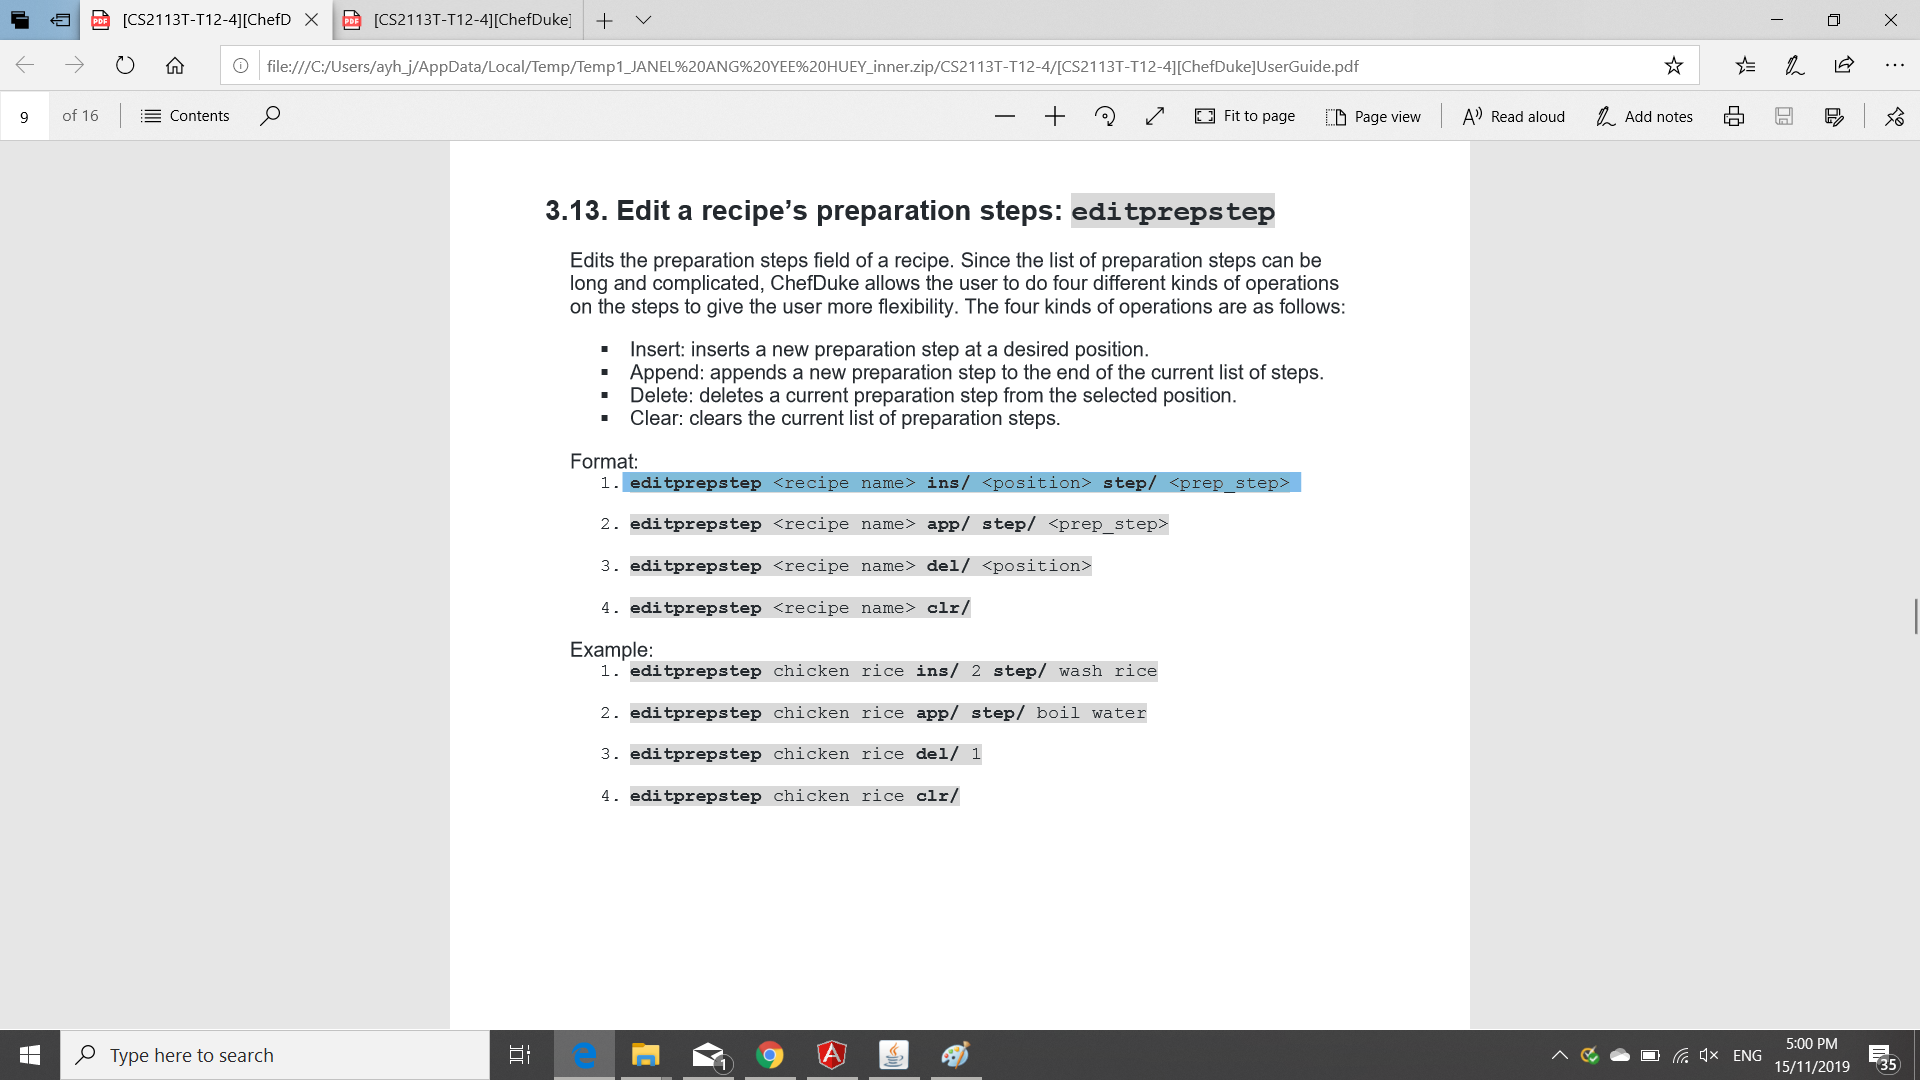 [CS2113T-T12-4][ChefD
[CS2113T-T12-4][ChefDuke]
file:///C:/Users/ayh_j/AppData/Local/Temp/Temp1_JANEL%20ANG%20YEE%20HUEY_inner.zip/CS2113T-T12-4/[CS2113T-T12-4][ChefDuke]UserGuide.pdf
9 of 16 Contents Fit to page Page view Read aloud Add notes
3.13. Edit a recipe’s preparation steps: editprepstep
Edits the preparation steps field of a recipe. Since the list of preparation steps can be
long and complicated, ChefDuke allows the user to do four different kinds of operations
on the steps to give the user more flexibility. The four kinds of operations are as follows:
▪ Insert: inserts a new preparation step at a desired position.
▪ Append: appends a new preparation step to the end of the current list of steps.
▪ Delete: deletes a current preparation step from the selected position.
▪ Clear: clears the current list of preparation steps.
Format:
1. editprepstep <recipe name> ins/ <position> step/ <prep_step>
2. editprepstep <recipe name> app/ step/ <prep_step>
3. editprepstep <recipe name> del/ <position>
4. editprepstep <recipe name> clr/
Example:
1. editprepstep chicken rice ins/ 2 step/ wash rice
2. editprepstep chicken rice app/ step/ boil water
3. editprepstep chicken rice del/ 1
4. editprepstep chicken rice clr/
Type here to search
1
ENG
5:00 PM
15/11/2019
35